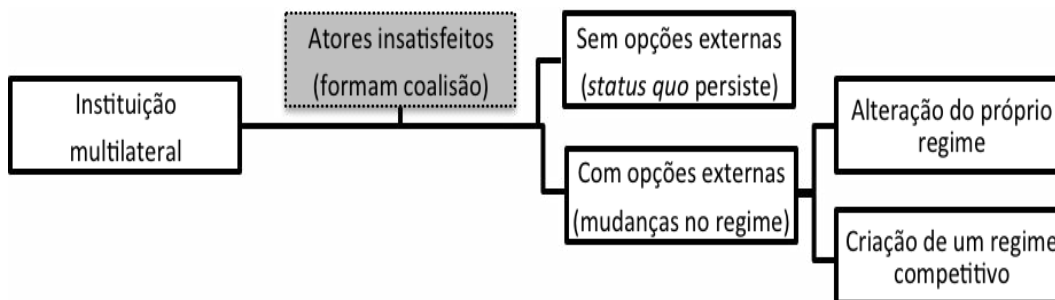 Instituição
multilateral
Atores insatisfeitos
(formam coalisão)
Sem opções externas
(status quo persiste)
Com opções externas
(mudanças no regime)
Alteração do próprio
regime
Criação de um regime
competitivo